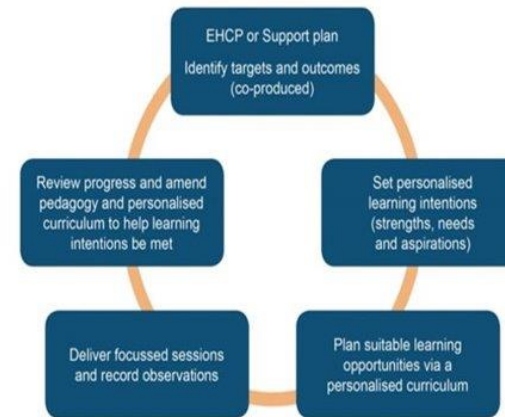 EHCP or Support plan
Identify targets and outcomes
(co-produced)
Set personalised
learning intentions
(strengths, needs
and aspirations)
Plan suitable learning
opportunities via a
personalised curriculum
Deliver focussed sessions
and record observations
Review progress and amend
pedagogy and personalised
curriculum to help learning
intentions be met